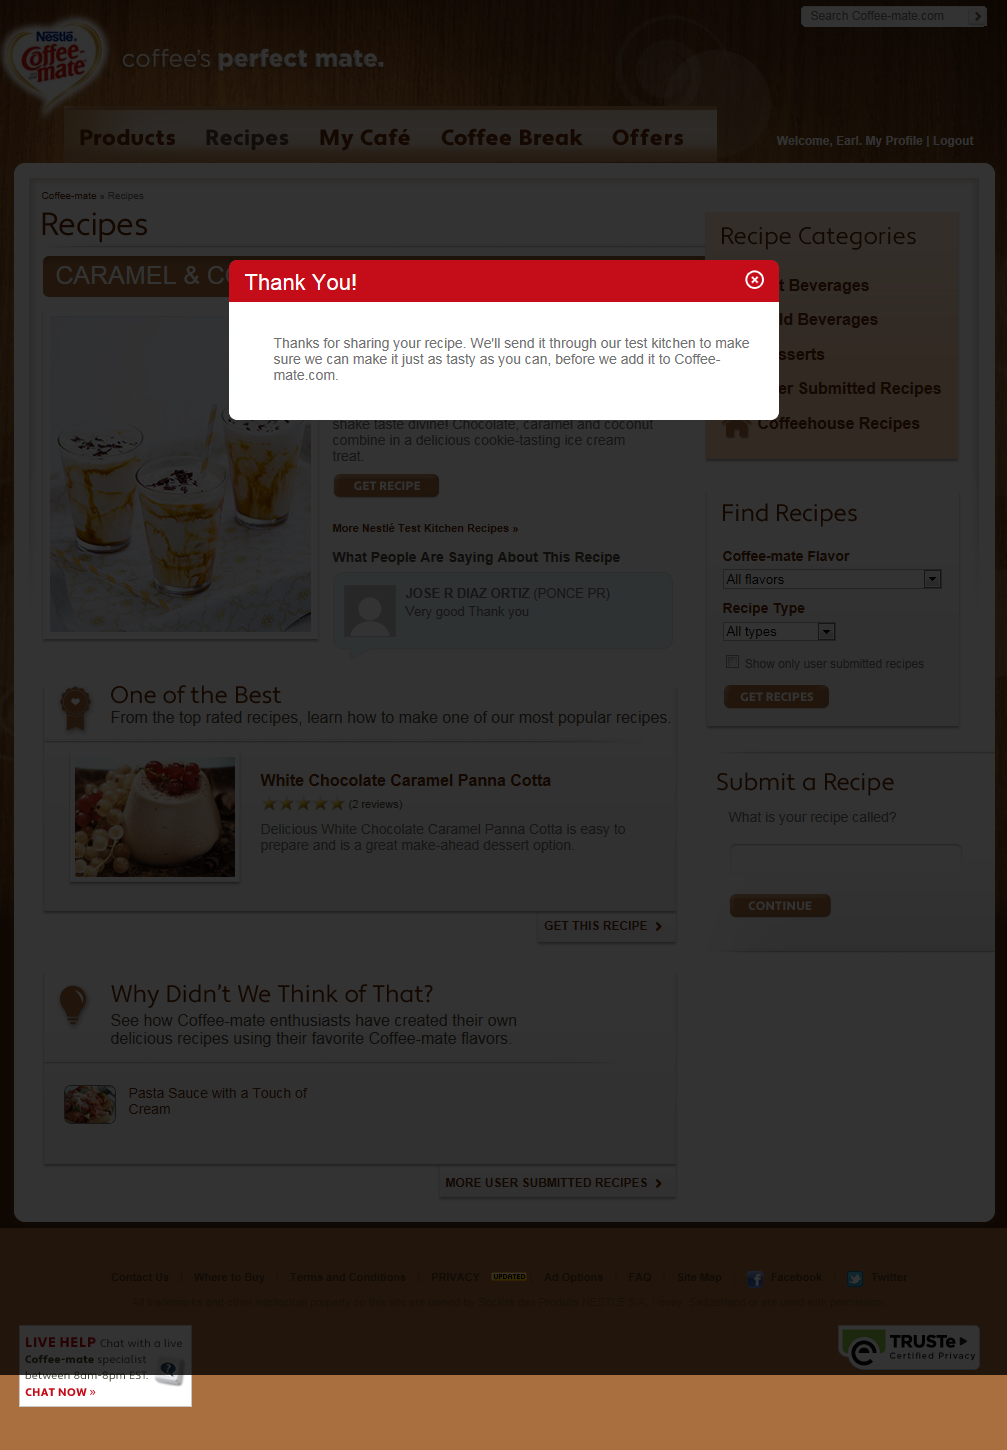 Search Coffee-mate.com
Nestlé
Coffee-
mate
coffee's perfect mate.
Products Recipes My Café Coffee Break Offers
Welcome, Earl. My Profile | Logout
Coffee-mate » Recipes
Recipes
CARAMEL & CO
Thank You!
Thanks for sharing your recipe. We'll send it through our test kitchen to make
sure we can make it just as tasty as you can, before we add it to Coffee-
mate.com.
shake taste divine! Chocolate, caramel and coconut
combine in a delicious cookie-tasting ice cream
treat.
GET RECIPE
More Nestlé Test Kitchen Recipes »
What People Are Saying About This Recipe
JOSE R DIAZ ORTIZ (PONCE PR)
Very good Thank you
Recipe Categories
t Beverages
ld Beverages
sserts
er Submitted Recipes
Coffeehouse Recipes
Find Recipes
Coffee-mate Flavor
All flavors
Recipe Type
All types
Show only user submitted recipes
GET RECIPES
One of the Best
From the top rated recipes, learn how to make one of our most popular recipes.
White Chocolate Caramel Panna Cotta
(2 reviews)
Delicious White Chocolate Caramel Panna Cotta is easy to
prepare and is a great make-ahead dessert option.
GET THIS RECIPE
Submit a Recipe
What is your recipe called?
CONTINUE
Why Didn't We Think of That?
See how Coffee-mate enthusiasts have created their own
delicious recipes using their favorite Coffee-mate flavors.
Pasta Sauce with a Touch of
Cream
MORE USER SUBMITTED RECIPES
Contact Us | Where to Buy | Terms and Conditions | PRIVACY UPDATED Ad Options | FAQ | Site Map | Facebook | Twitter
LIVE HELP Chat with a live
Coffee-mate specialist
between 8am-8pm EST.
CHAT NOW »
TRUSTe
Certified Privacy